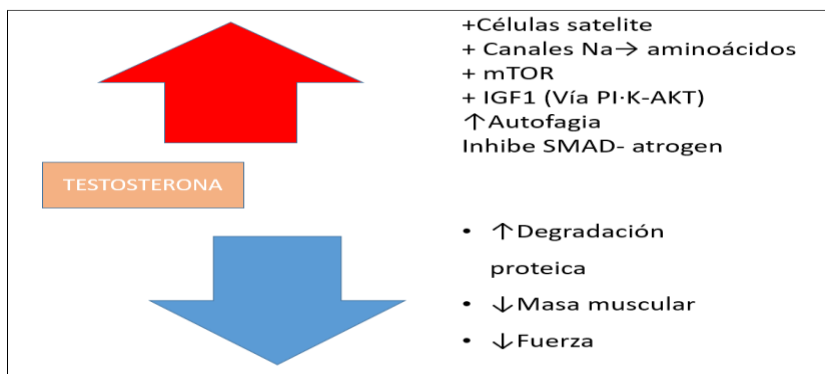 +Células satelite
+ Canales Na→ aminoácidos
+ mTOR
+ IGF1 (Vía PI·K-AKT)
↑Autofagia
Inhibe SMAD- atrogen
TESTOSTERONA
• ↑Degradación
proteica
• ↓Masa muscular
• ↓Fuerza